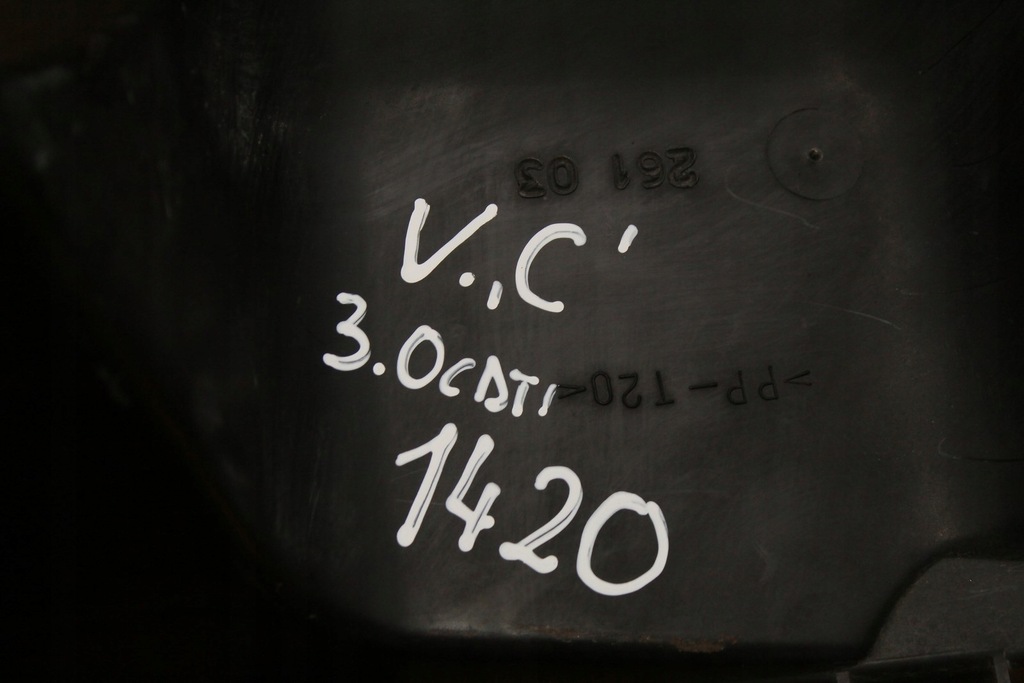 261 03
V.,C'
3.0CDTI
>PP-T20<
1420